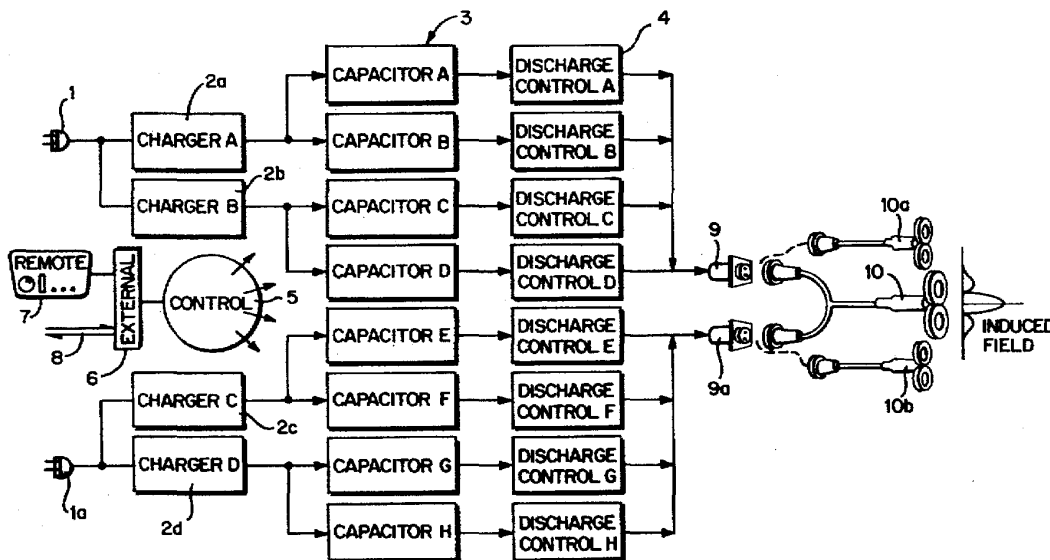 3
4
2a
1
CAPACITOR A
DISCHARGE
CONTROL A
CHARGER A
CAPACITOR B
DISCHARGE
CONTROL B
2b
CHARGER B
CAPACITOR C
DISCHARGE
CONTROL C
10a
9
REMOTE
7
EXTERNAL
CONTROL
5
CAPACITOR D
DISCHARGE
CONTROL D
10
INDUCED
FIELD
8
6
CAPACITOR E
DISCHARGE
CONTROL E
9a
10b
CHARGER C
2c
CAPACITOR F
DISCHARGE
CONTROL F
1a
CHARGER D
2d
CAPACITOR G
DISCHARGE
CONTROL G
CAPACITOR H
DISCHARGE
CONTROL H